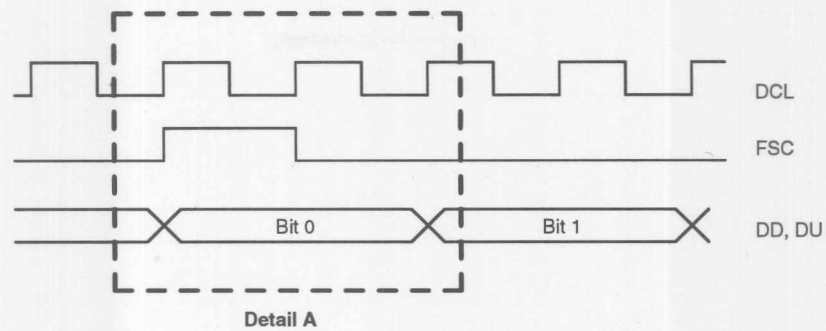 DCL
FSC
Bit 0
Bit 1
DD, DU
Detail A